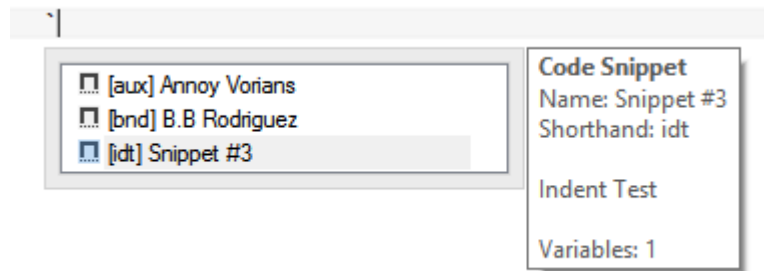 `
[aux] Annoy Vorians
[bnd] B.B Rodriguez
[idt] Snippet #3
Code Snippet
Name: Snippet #3
Shorthand: idt
Indent Test
Variables: 1